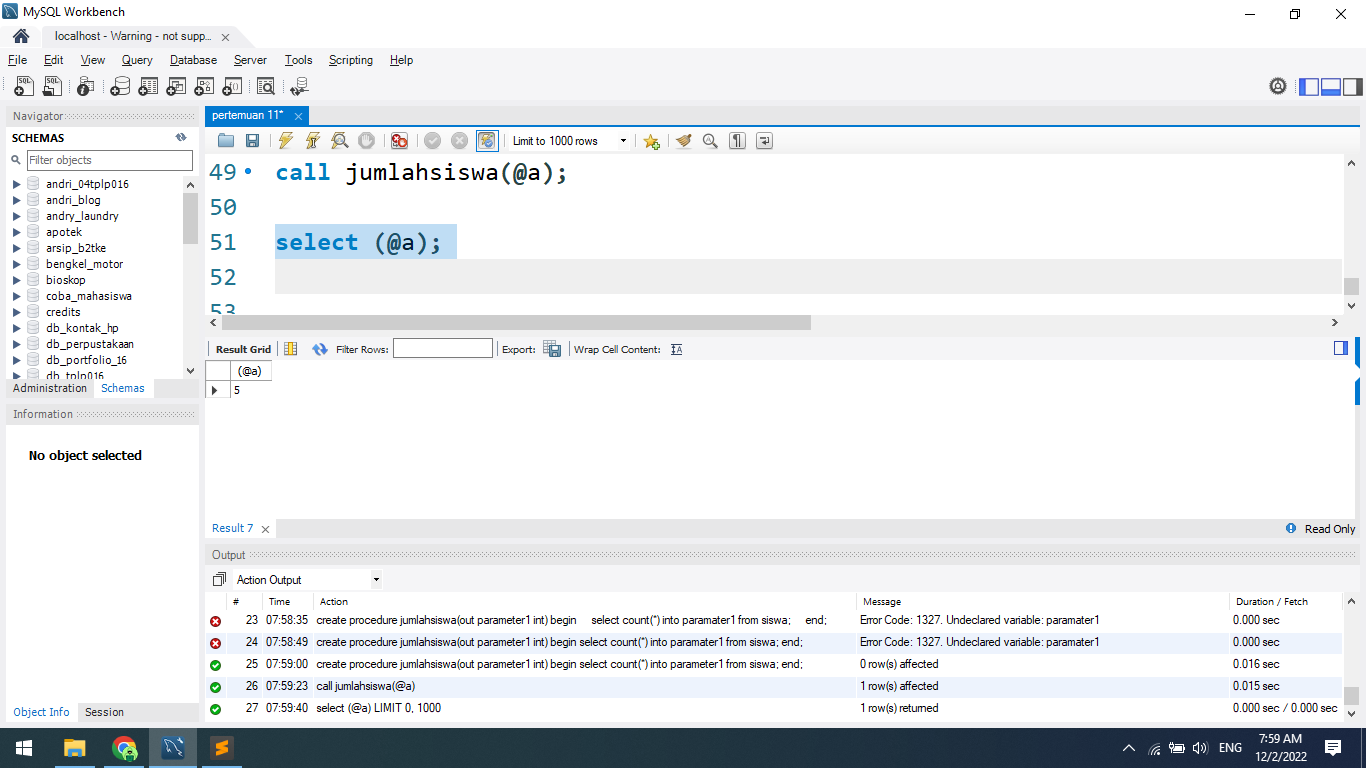 MySQL Workbench
localhost - Warning - not supp...
File Edit View Query Database Server Tools Scripting Help
Navigator
SCHEMAS
Filter objects
andri_04tplp016
andri_blog
andry_laundry
apotek
arsip_b2tke
bengkel_motor
bioskop
coba_mahasiswa
credits
db_kontak_hp
db_perpustakaan
db_portfolio_16
db_tplp016
Administration Schemas
Information
No object selected
Object Info Session
pertemuan 11*
Limit to 1000 rows
49 call jumlahsiswa(@a);
50
51 select (@a);
52
53
Result Grid Filter Rows: Export: Wrap Cell Content:
(@a)
5
Result 7 Read Only
Output
Action Output
# Time Action Message Duration / Fetch
23 07:58:35 create procedure jumlahsiswa(out parameter1 int) begin select count(*) into paramater1 from siswa; end; Error Code: 1327. Undeclared variable: paramater1 0.000 sec
24 07:58:49 create procedure jumlahsiswa(out parameter1 int) begin select count(*) into paramater1 from siswa; end; Error Code: 1327. Undeclared variable: paramater1 0.000 sec
25 07:59:00 create procedure jumlahsiswa(out parameter1 int) begin select count(*) into parameter1 from siswa; end; 0 row(s) affected 0.016 sec
26 07:59:23 call jumlahsiswa(@a) 1 row(s) affected 0.015 sec
27 07:59:40 select (@a) LIMIT 0, 1000 1 row(s) returned 0.000 sec / 0.000 sec
ENG
7:59 AM
12/2/2022